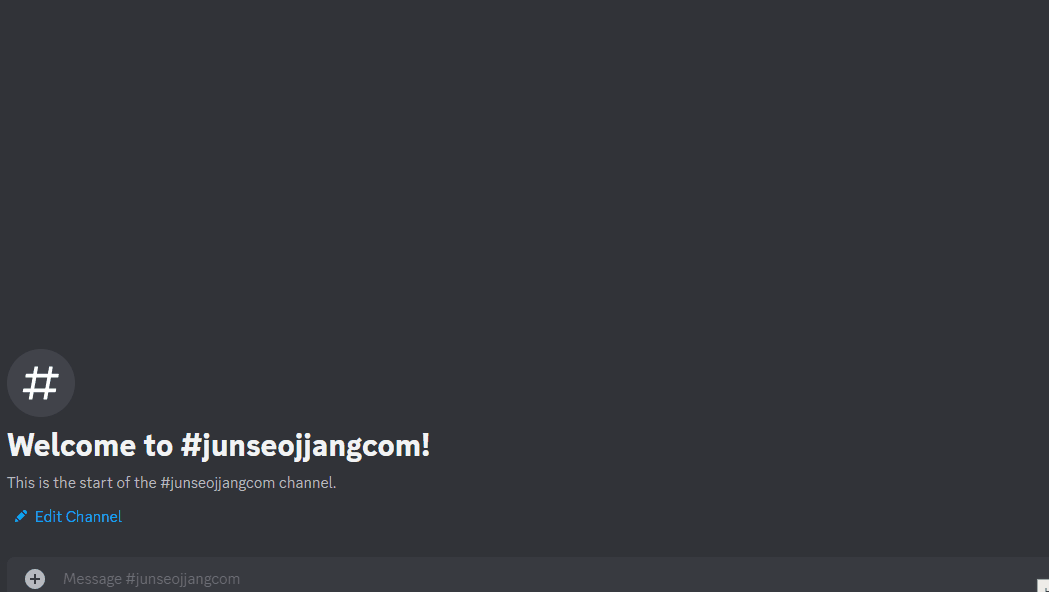 #
Welcome to #junseojjangcom!
This is the start of the #junseojjangcom channel.
Edit Channel
Message #junseojjangcom